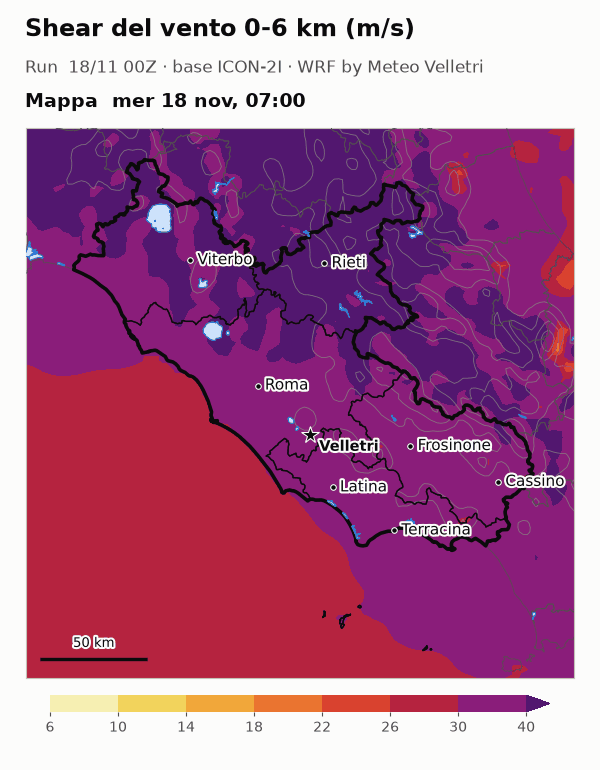 Shear del vento 0-6 km (m/s)
Run  18/11 00Z · base ICON-2I · WRF by Meteo Velletri
Mappa  mer 18 nov, 07:00
Viterbo
Rieti
Roma
Velletri
Frosinone
Cassino
Latina
Terracina
50 km
6 10 14 18 22 26 30 40